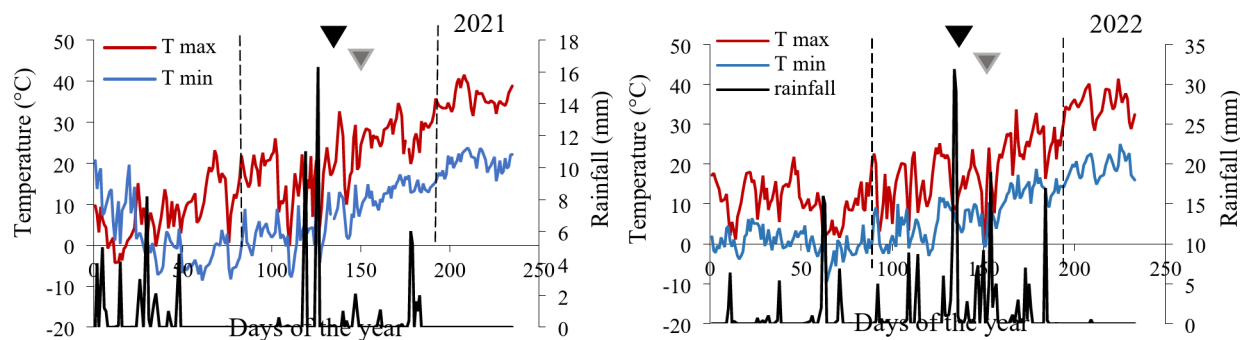 2021
T max
T min
Temperature (°C)
50
40
30
20
10
0
-10
-20
18
16
14
12
10
8
6
4
2
0
Rainfall (mm)
0 50 100 150 200 250
Days of the year
2022
T max
T min
rainfall
Temperature (°C)
50
40
30
20
10
0
-10
-20
35
30
25
20
15
10
5
0
Rainfall (mm)
0 50 100 150 200 250
Days of the year